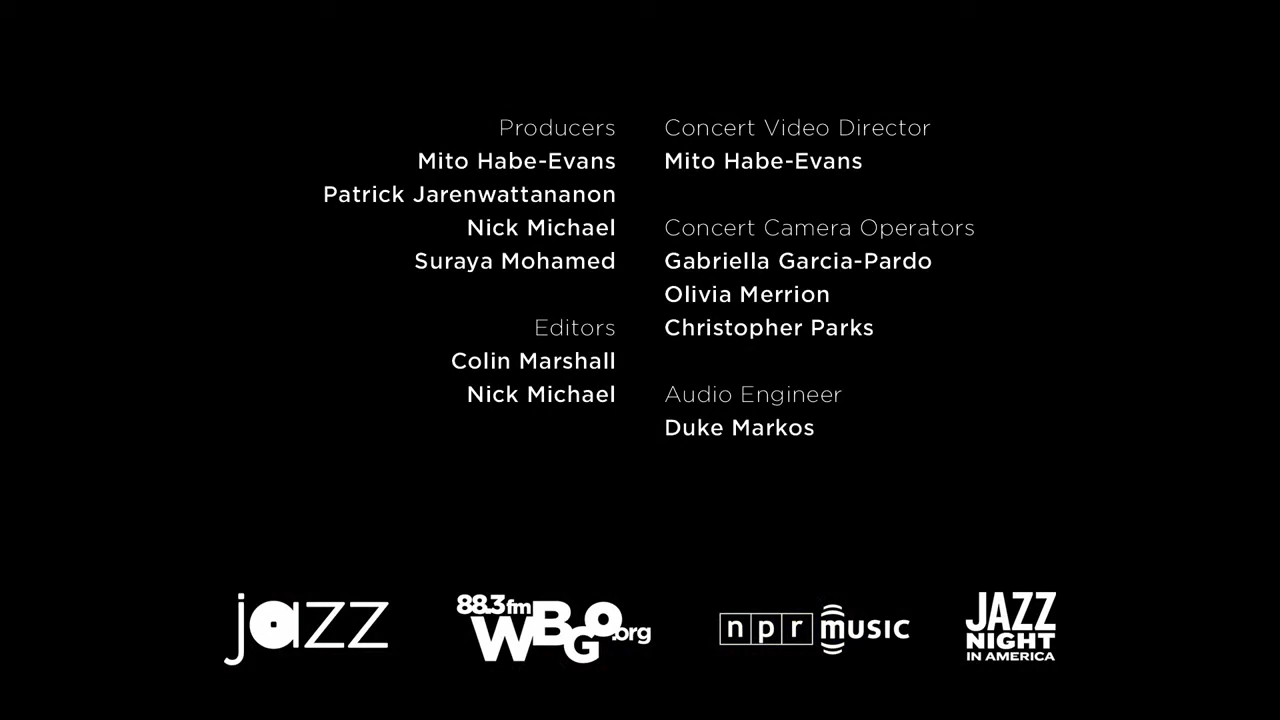 Producers
Mito Habe-Evans
Patrick Jarenwattananon
Nick Michael
Suraya Mohamed
Editors
Colin Marshall
Nick Michael
Concert Video Director
Mito Habe-Evans
Concert Camera Operators
Gabriella Garcia-Pardo
Olivia Merrion
Christopher Parks
Audio Engineer
Duke Markos
jazz
88.3fm
WBGO.org
npr music
JAZZ
NIGHT
IN AMERICA